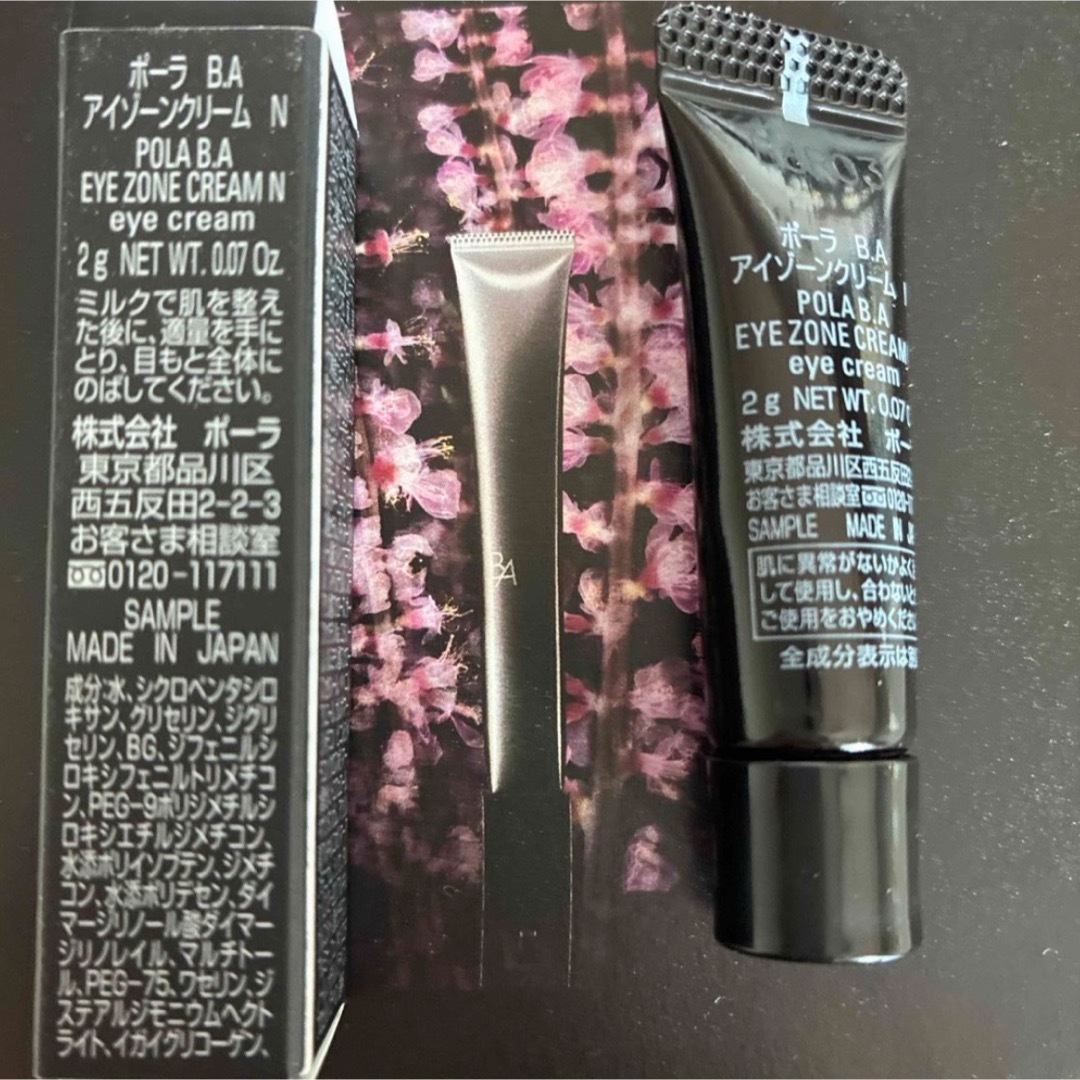 ポーラ B.A
アイゾーンクリーム N
POLA B.A
EYE ZONE CREAM N
eye cream
2g NET WT. 0.07 Oz.
ミルクで肌を整え
た後に、適量を手に
とり、目もと全体に
のばしてください。
株式会社 ポーラ
東京都品川区
西五反田2-2-3
お客さま相談室
0120-117111
SAMPLE
MADE IN JAPAN
成分:水、シクロペンタシロ
キサン、グリセリン、ジグリ
セリン、BG、ジフェニルシ
ロキシフェニルトリメチコ
ン、PEG-9ポリジメチルシ
ロキシエチルジメチコン、
水添ポリイソブテン、ジメチ
コン、水添ポリデセン、ダイ
マージリノール酸ダイマー
ジリノレイル、マルチトー
ル、PEG-75、ワセリン、ジ
ステアルジモニウムヘクト
ライト、イガイグリコーゲン、
BA
ポーラ B.A
アイゾーンクリーム
POLA B.A
EYE ZONE CREAM
eye cream
2g NET WT. 0.07
株式会社 ポーラ
東京都品川区西五反田
お客さま相談室 0120-
SAMPLE MADE IN
肌に異常がないかよく
して使用し、合わないと
ご使用をおやめください
全成分表示は